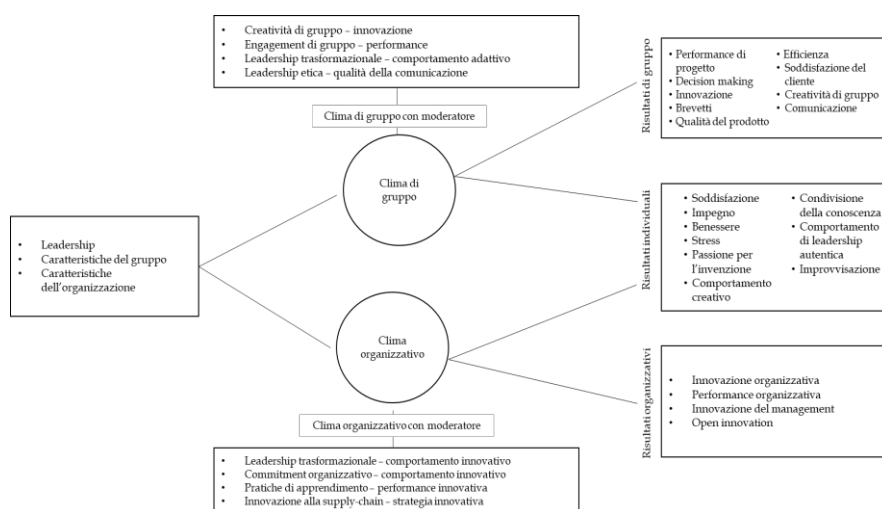 • Creatività di gruppo – innovazione
• Engagement di gruppo – performance
• Leadership trasformazionale – comportamento adattivo
• Leadership etica – qualità della comunicazione
Clima di gruppo con moderatore
Clima di
gruppo
• Leadership
• Caratteristiche del gruppo
• Caratteristiche
dell'organizzazione
Clima
organizzativo
Clima organizzativo con moderatore
• Leadership trasformazionale – comportamento innovativo
• Commitment organizzativo – comportamento innovativo
• Pratiche di apprendimento – performance innovativa
• Innovazione alla supply-chain – strategia innovativa
Risultati di gruppo
• Performance di
progetto
• Decision making
• Innovazione
• Brevetti
• Qualità del prodotto
• Efficienza
• Soddisfazione del
cliente
• Creatività di gruppo
• Comunicazione
Risultati individuali
• Soddisfazione
• Impegno
• Benessere
• Stress
• Passione per
l'invenzione
• Comportamento
creativo
• Condivisione
della conoscenza
• Comportamento
di leadership
autentica
• Improvvisazione
Risultati organizzativi
• Innovazione organizzativa
• Performance organizzativa
• Innovazione del management
• Open innovation